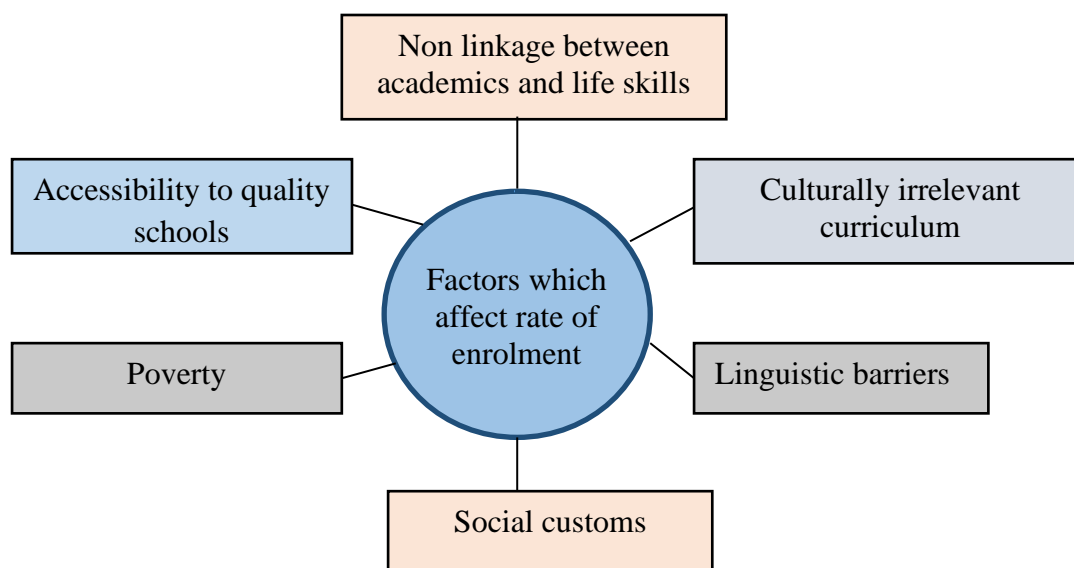 Non linkage between
academics and life skills
Accessibility to quality
schools
Culturally irrelevant
curriculum
Factors which
affect rate of
enrolment
Poverty
Linguistic barriers
Social customs